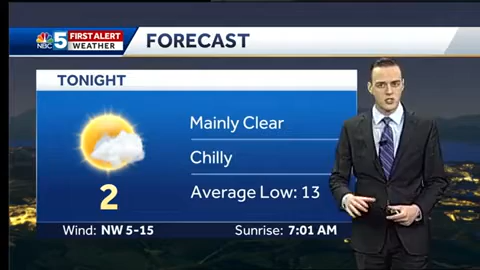 NBC 5 FIRST ALERT
WEATHER
FORECAST
TONIGHT
Mainly Clear
Chilly
2
Average Low: 13
Wind: NW 5-15
Sunrise: 7:01 AM